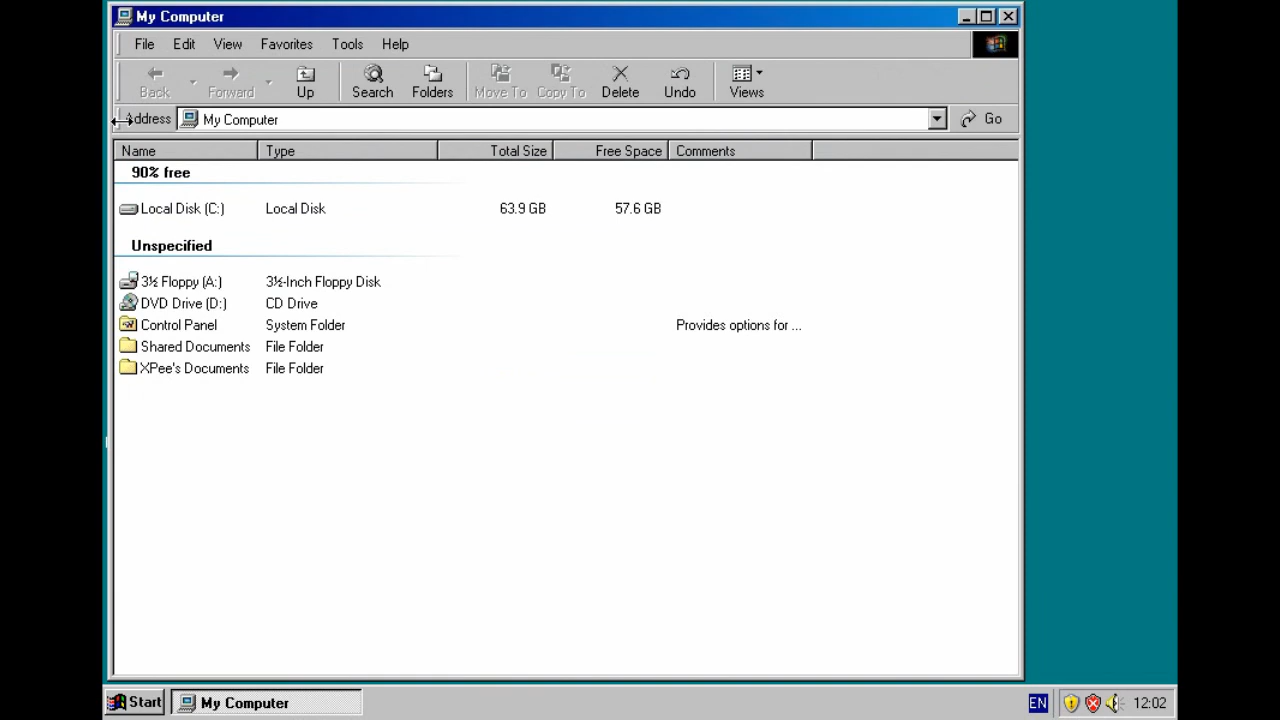 My Computer
File Edit View Favorites Tools Help
Back Forward Up Search Folders Move To Copy To Delete Undo Views
Address My Computer Go
Name Type Total Size Free Space Comments
90% free
Local Disk (C:) Local Disk 63.9 GB 57.6 GB
Unspecified
3½ Floppy (A:) 3½-Inch Floppy Disk
DVD Drive (D:) CD Drive
Control Panel System Folder Provides options for ...
Shared Documents File Folder
XPee's Documents File Folder
Start My Computer EN 12:02